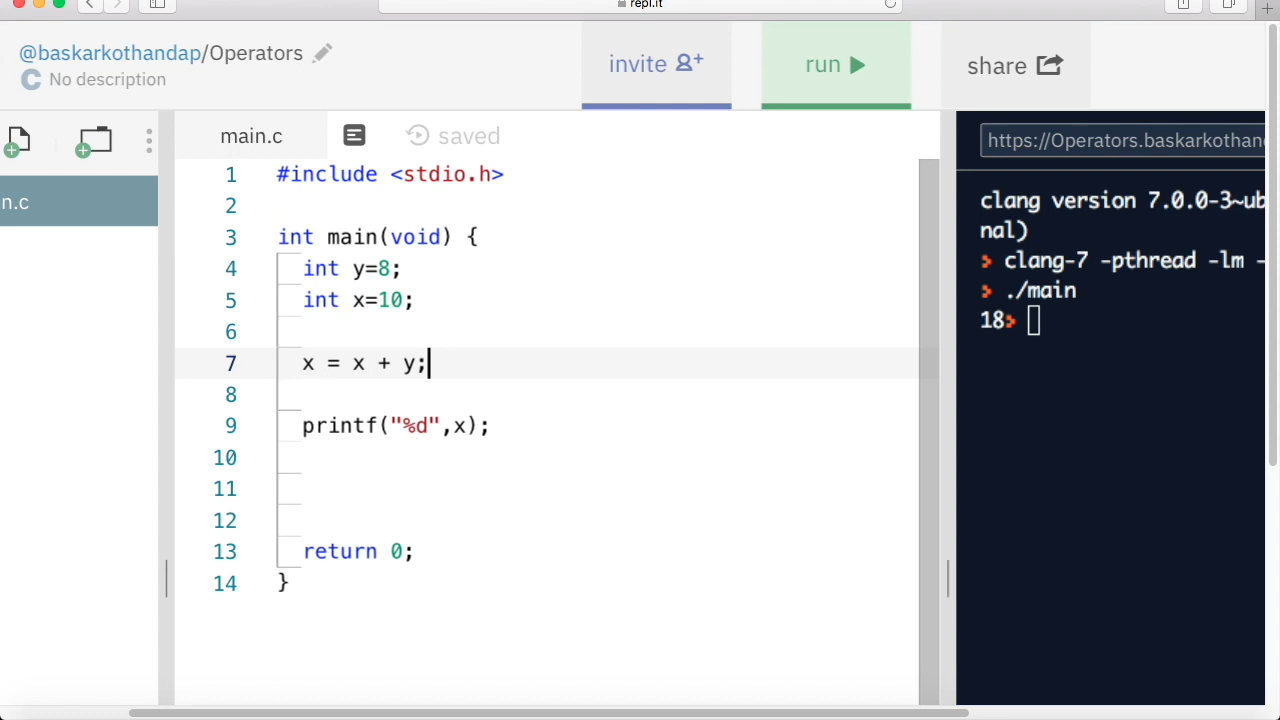 repl.it
@baskarkothandap/Operators
No description
invite
run
share
main.c
saved
n.c
1 #include <stdio.h>
2
3 int main(void) {
4 int y=8;
5 int x=10;
6
7 x = x + y;
8
9 printf("%d",x);
10
11
12
13 return 0;
14 }
https://Operators.baskarkothan
clang version 7.0.0-3~ub
nal)
> clang-7 -pthread -lm -
> ./main
18>